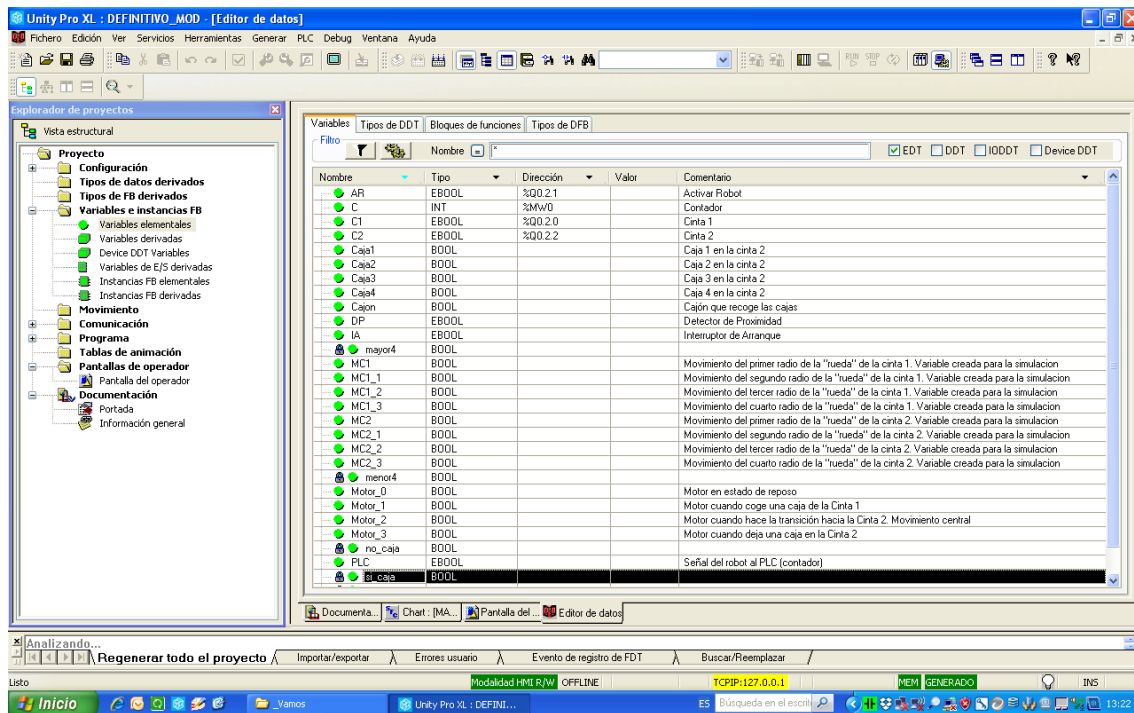 Unity Pro XL : DEFINITIVO_MOD - [Editor de datos]
Fichero Edición Ver Servicios Herramientas Generar PLC Debug Ventana Ayuda
RUN STOP
Explorador de proyectos
Vista estructural
Proyecto
Configuración
Tipos de datos derivados
Tipos de FB derivados
Variables e instancias FB
Variables elementales
Variables derivadas
Device DDT Variables
Variables de E/S derivadas
Instancias FB elementales
Instancias FB derivadas
Movimiento
Comunicación
Programa
Tablas de animación
Pantallas de operador
Pantalla del operador
Documentación
Portada
Información general
Variables Tipos de DDT Bloques de funciones Tipos de DFB
Filtro
Nombre = * EDT DDT IODDT Device DDT
Nombre Tipo Dirección Valor Comentario
AR EBOOL %Q0.2.1 Activar Robot
C INT %MW0 Contador
C1 EBOOL %Q0.2.0 Cinta 1
C2 EBOOL %Q0.2.2 Cinta 2
Caja1 BOOL Caja 1 en la cinta 2
Caja2 BOOL Caja 2 en la cinta 2
Caja3 BOOL Caja 3 en la cinta 2
Caja4 BOOL Caja 4 en la cinta 2
Cajon BOOL Cajón que recoge las cajas
DP EBOOL Detector de Proximidad
IA EBOOL Interruptor de Arranque
mayor4 BOOL
MC1 BOOL Movimiento del primer radio de la "rueda" de la cinta 1. Variable creada para la simulacion
MC1_1 BOOL Movimiento del segundo radio de la "rueda" de la cinta 1. Variable creada para la simulacion
MC1_2 BOOL Movimiento del tercer radio de la "rueda" de la cinta 1. Variable creada para la simulacion
MC1_3 BOOL Movimiento del cuarto radio de la "rueda" de la cinta 1. Variable creada para la simulacion
MC2 BOOL Movimiento del primer radio de la "rueda" de la cinta 2. Variable creada para la simulacion
MC2_1 BOOL Movimiento del segundo radio de la "rueda" de la cinta 2. Variable creada para la simulacion
MC2_2 BOOL Movimiento del tercer radio de la "rueda" de la cinta 2. Variable creada para la simulacion
MC2_3 BOOL Movimiento del cuarto radio de la "rueda" de la cinta 2. Variable creada para la simulacion
menor4 BOOL
Motor_0 BOOL Motor en estado de reposo
Motor_1 BOOL Motor cuando coge una caja de la Cinta 1
Motor_2 BOOL Motor cuando hace la transición hacia la Cinta 2. Movimiento central
Motor_3 BOOL Motor cuando deja una caja en la Cinta 2
no_caja BOOL
PLC EBOOL Señal del robot al PLC (contador)
si_caja BOOL
Documenta... Chart : [MA... Pantalla del ... Editor de datos
Analizando...
Regenerar todo el proyecto Importar/exportar Errores usuario Evento de registro de FDT Buscar/Reemplazar
Listo Modalidad HMI R/W OFFLINE TCPIP:127.0.0.1 MEM GENERADO INS
Inicio _Vamos Unity Pro XL : DEFINI... ES Búsqueda en el escrit 13:22